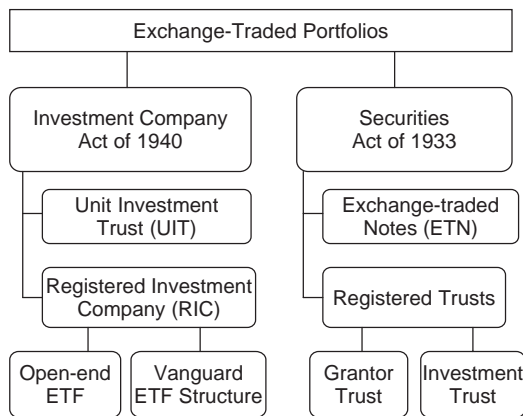 Exchange-Traded Portfolios
Investment Company
Act of 1940
Securities
Act of 1933
Unit Investment
Trust (UIT)
Exchange-traded
Notes (ETN)
Registered Investment
Company (RIC)
Registered Trusts
Open-end
ETF
Vanguard
ETF Structure
Grantor
Trust
Investment
Trust